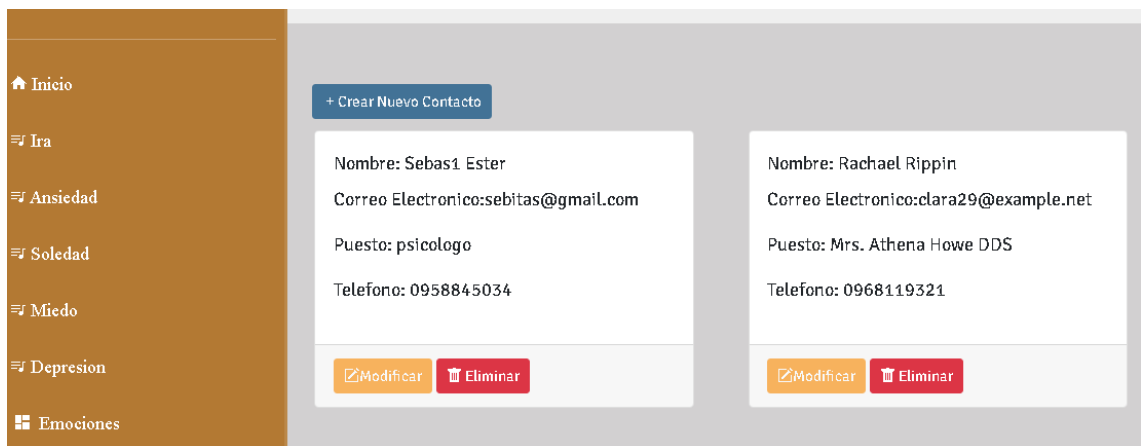 Inicio
Ira
Ansiedad
Soledad
Miedo
Depresion
Emociones
+ Crear Nuevo Contacto
Nombre: Sebas1 Ester
Correo Electronico:sebitas@gmail.com
Puesto: psicologo
Telefono: 0958845034
Modificar Eliminar
Nombre: Rachael Rippin
Correo Electronico:clara29@example.net
Puesto: Mrs. Athena Howe DDS
Telefono: 0968119321
Modificar Eliminar